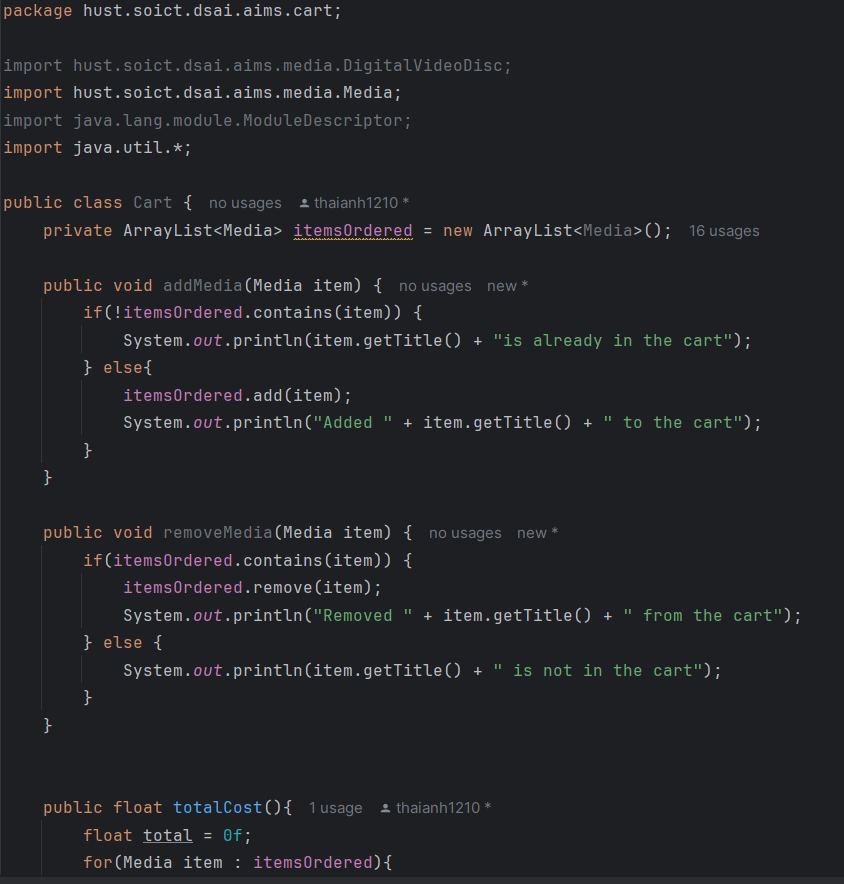 package hust.soict.dsai.aims.cart;
import hust.soict.dsai.aims.media.DigitalVideoDisc;
import hust.soict.dsai.aims.media.Media;
import java.lang.module.ModuleDescriptor;
import java.util.*;
public class Cart { no usages thaianh1210 *
private ArrayList<Media> itemsOrdered = new ArrayList<Media>(); 16 usages
public void addMedia(Media item) { no usages new *
if(!itemsOrdered.contains(item)) {
System.out.println(item.getTitle() + "is already in the cart");
} else{
itemsOrdered.add(item);
System.out.println("Added " + item.getTitle() + " to the cart");
}
}
public void removeMedia(Media item) { no usages new *
if(itemsOrdered.contains(item)) {
itemsOrdered.remove(item);
System.out.println("Removed " + item.getTitle() + " from the cart");
} else {
System.out.println(item.getTitle() + " is not in the cart");
}
}
public float totalCost(){ 1 usage thaianh1210 *
float total = 0f;
for(Media item : itemsOrdered){